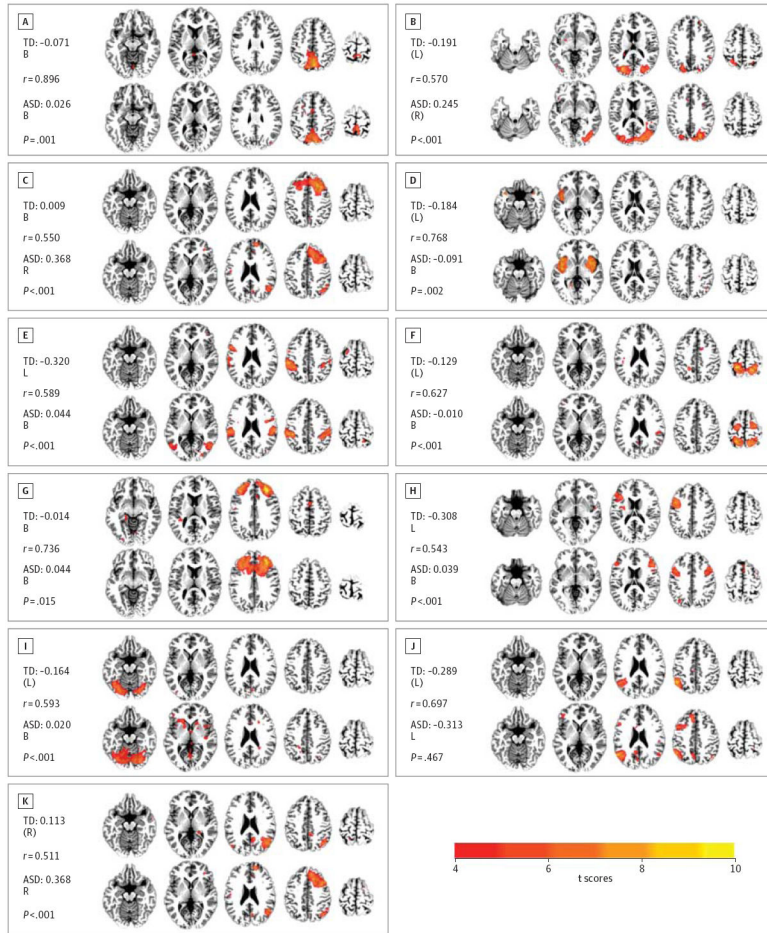 A
TD: –0.071
B
r = 0.896
ASD: 0.026
B
P = .001
B
TD: –0.191
(L)
r = 0.570
ASD: 0.245
(R)
P <.001
C
TD: 0.009
B
r = 0.550
ASD: 0.368
R
P <.001
D
TD: –0.184
(L)
r = 0.768
ASD: –0.091
B
P = .002
E
TD: –0.320
L
r = 0.589
ASD: 0.044
B
P <.001
F
TD: –0.129
(L)
r = 0.627
ASD: –0.010
B
P <.001
G
TD: –0.014
B
r = 0.736
ASD: 0.044
B
P = .015
H
TD: –0.308
L
r = 0.543
ASD: 0.039
B
P <.001
I
TD: –0.164
(L)
r = 0.593
ASD: 0.020
B
P <.001
J
TD: –0.289
(L)
r = 0.697
ASD: –0.313
L
P = .467
K
TD: 0.113
(R)
r = 0.511
ASD: 0.368
R
P <.001
4 6 8 10
t scores